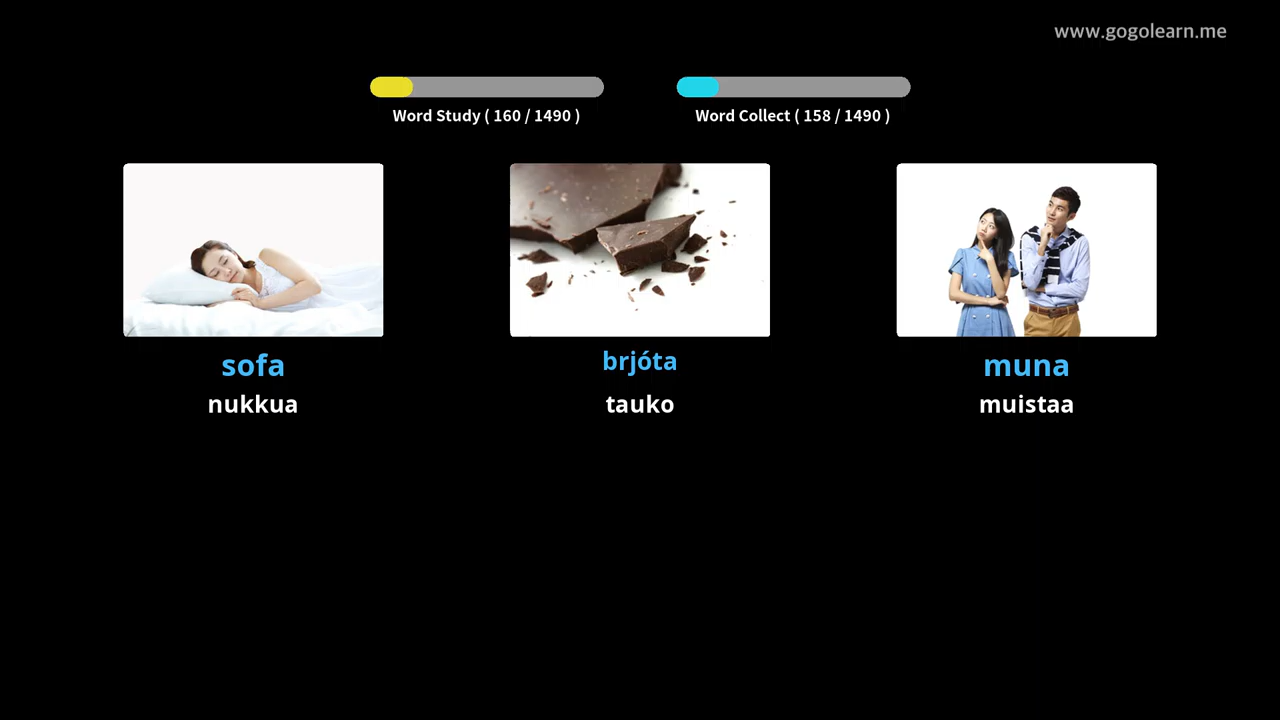 www.gogolearn.me
Word Study ( 160 / 1490 )
Word Collect ( 158 / 1490 )
sofa
nukkua
brjóta
tauko
muna
muistaa